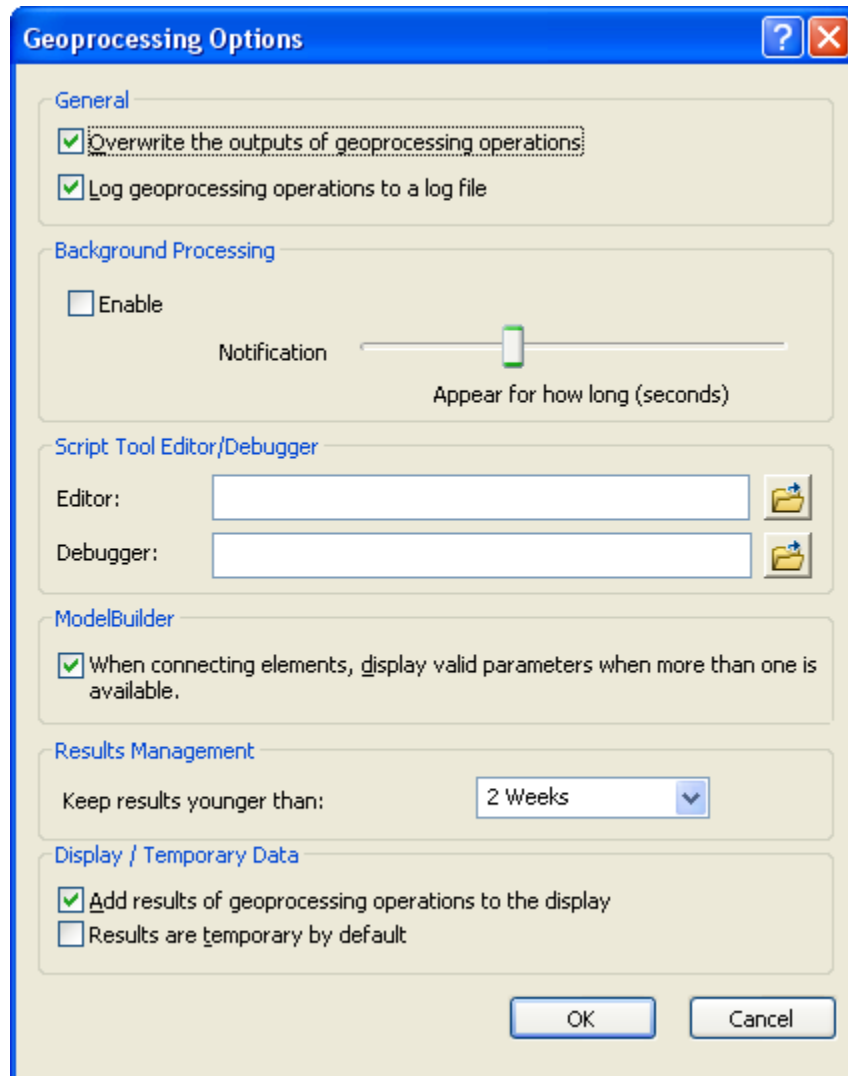 Geoprocessing Options
General
Overwrite the outputs of geoprocessing operations
Log geoprocessing operations to a log file
Background Processing
Enable
Notification
Appear for how long (seconds)
Script Tool Editor/Debugger
Editor:
Debugger:
ModelBuilder
When connecting elements, display valid parameters when more than one is
available.
Results Management
Keep results younger than: 2 Weeks
Display / Temporary Data
Add results of geoprocessing operations to the display
Results are temporary by default
OK Cancel